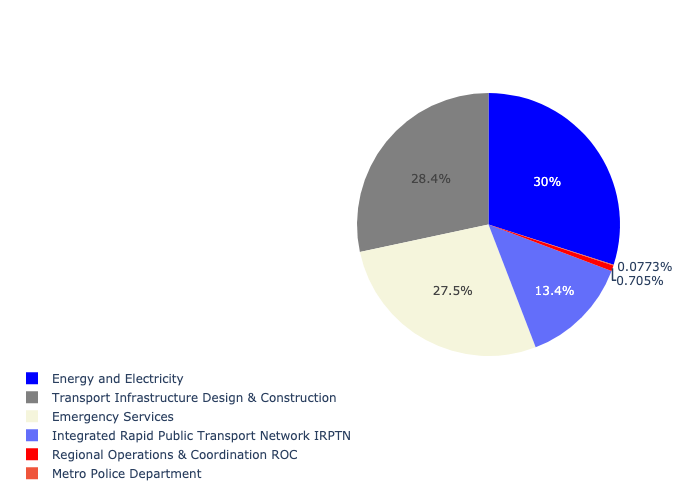 28.4%
30%
0.0773%
0.705%
27.5%
13.4%
Energy and Electricity
Transport Infrastructure Design & Construction
Emergency Services
Integrated Rapid Public Transport Network IRPTN
Regional Operations & Coordination ROC
Metro Police Department